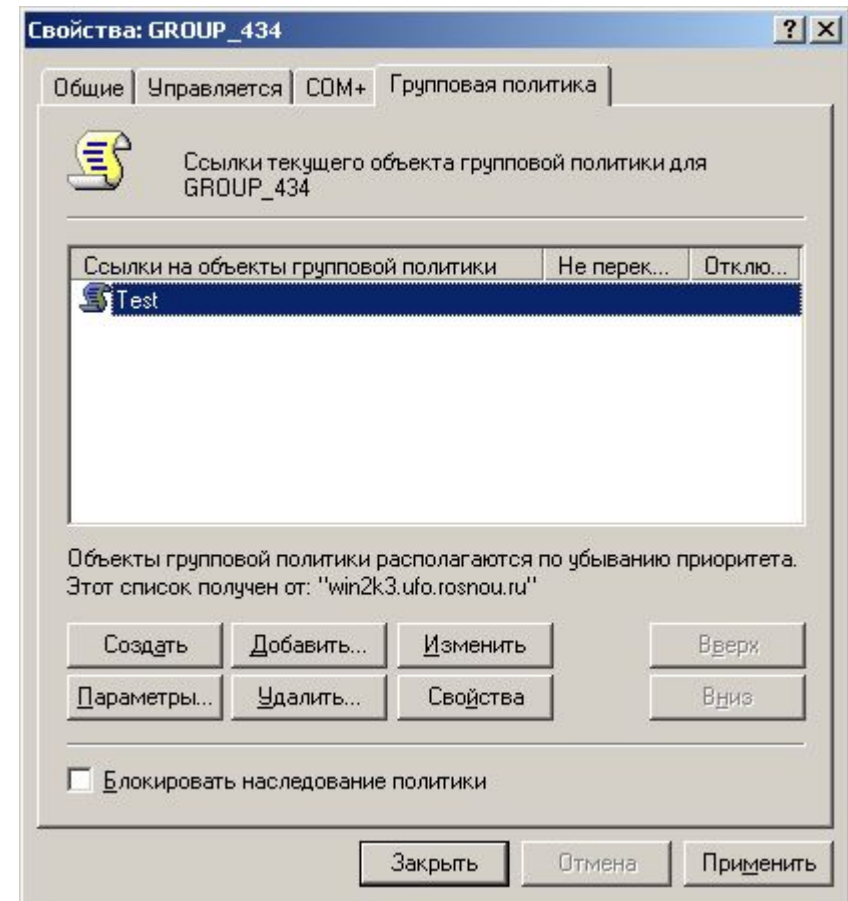 Свойства: GROUP_434
Общие Управляется COM+ Групповая политика
Ссылки текущего объекта групповой политики для
GROUP_434
Ссылки на объекты групповой политики Не перек... Отклю...
Test
Объекты групповой политики располагаются по убыванию приоритета.
Этот список получен от: "win2k3.ufo.rosnou.ru"
Создать Добавить... Изменить Вверх
Параметры... Удалить... Свойства Вниз
Блокировать наследование политики
Закрыть Отмена Применить